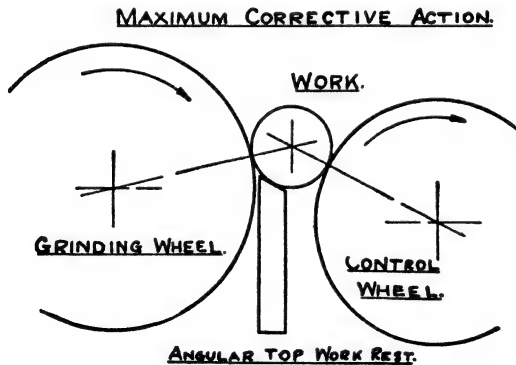 MAXIMUM CORRECTIVE ACTION.
WORK.
GRINDING WHEEL.
CONTROL
WHEEL.
ANGULAR TOP WORK REST.